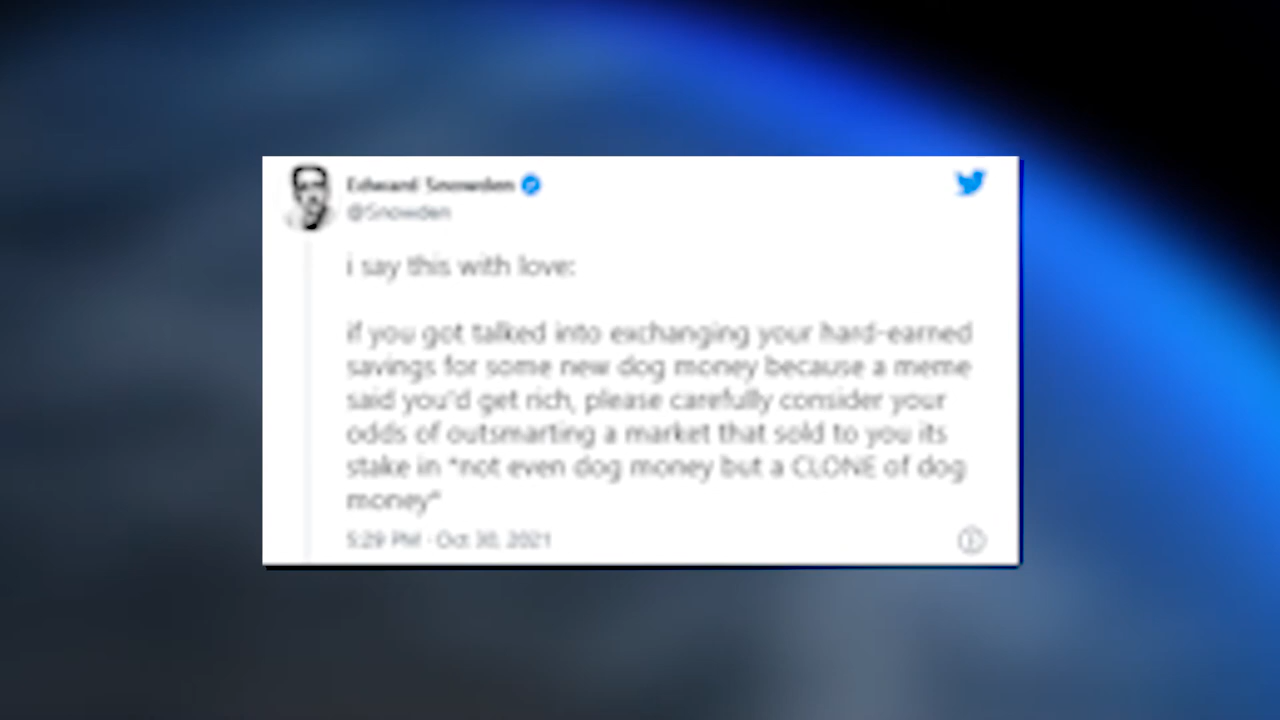 Edward Snowden
@Snowden
i say this with love:
if you got talked into exchanging your hard-earned
savings for some new dog money because a meme
said you'd get rich, please carefully consider your
odds of outsmarting a market that sold to you its
stake in *not even dog money but a CLONE of dog
money*
5:29 PM · Oct 30, 2021